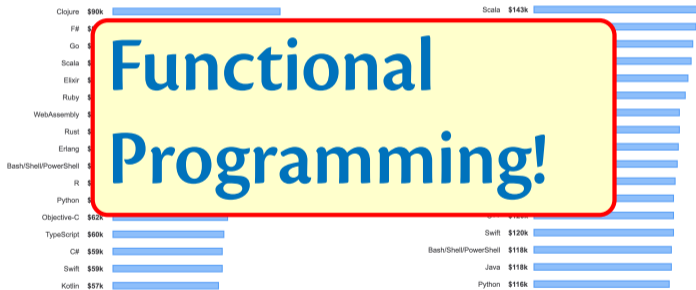 Clojure $90k
Scala $143k
F#
Functional
Go
Scala
Elixir
Ruby
WebAssembly
Rust
Programming!
Erlang
Bash/Shell/PowerShell
R
Python
Objective-C $62k
TypeScript $60k
Swift $120k
C# $59k
Bash/Shell/PowerShell $118k
Swift $59k
Java $118k
Kotlin $57k
Python $116k